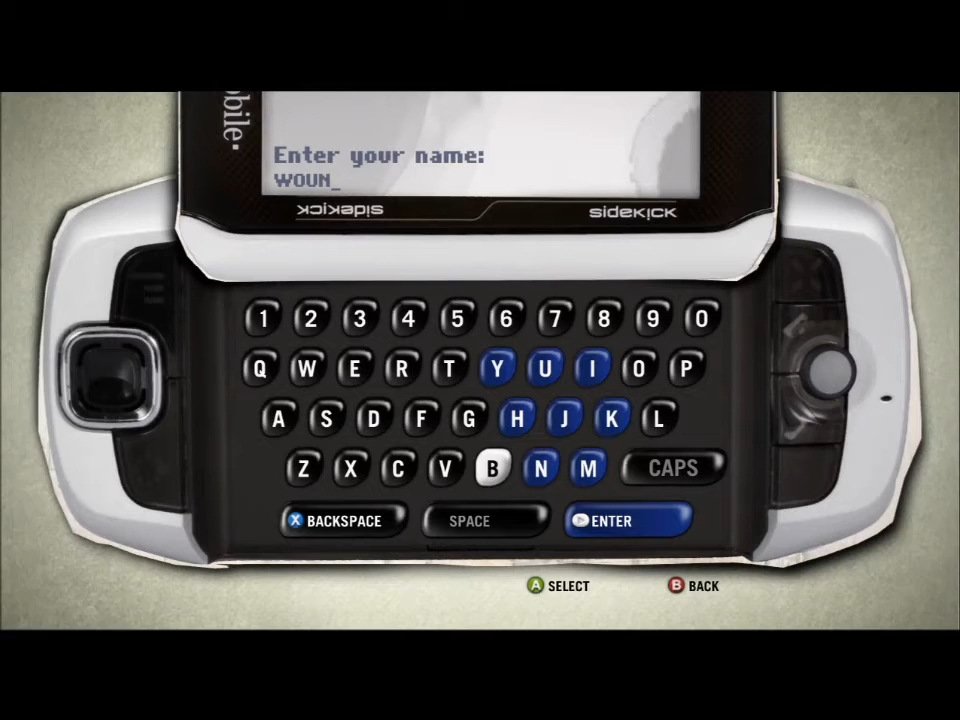 obile·
Enter your name:
WOUN_
sidekick
sidekick
1 2 3 4 5 6 7 8 9 0
Q W E R T Y U I O P
A S D F G H J K L
Z X C V B N M CAPS
X BACKSPACE SPACE ENTER
A SELECT B BACK